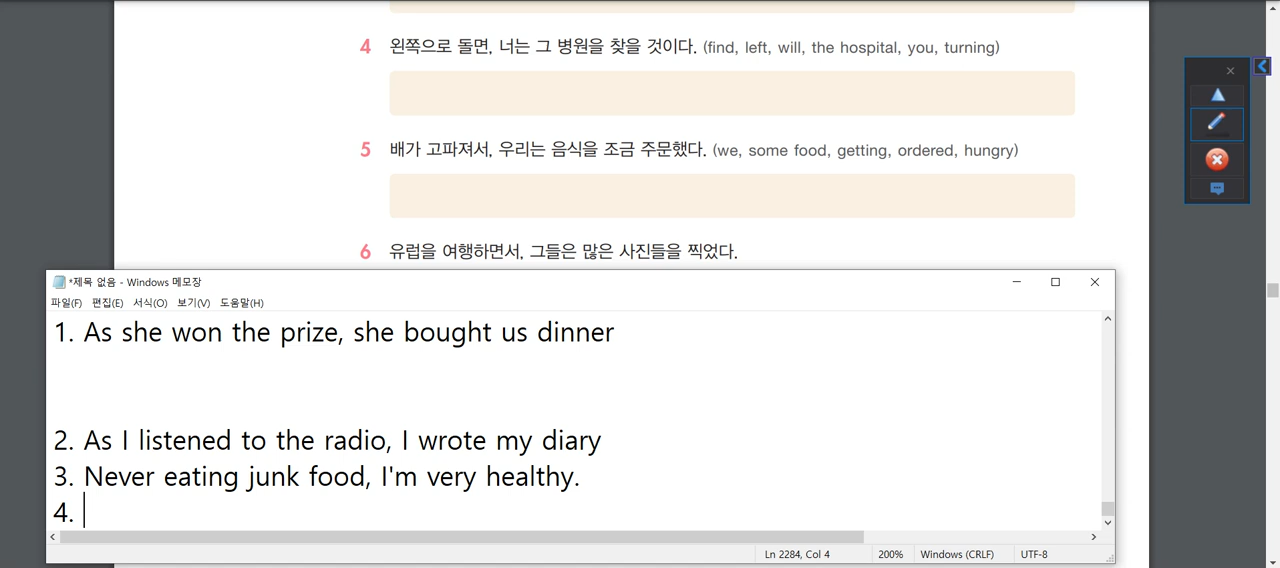 4 왼쪽으로 돌면, 너는 그 병원을 찾을 것이다. (find, left, will, the hospital, you, turning)
5 배가 고파져서, 우리는 음식을 조금 주문했다. (we, some food, getting, ordered, hungry)
6 유럽을 여행하면서, 그들은 많은 사진들을 찍었다.
*제목 없음 - Windows 메모장
파일(F) 편집(E) 서식(O) 보기(V) 도움말(H)
1. As she won the prize, she bought us dinner
2. As I listened to the radio, I wrote my diary
3. Never eating junk food, I'm very healthy.
4.
Ln 2284, Col 4 200% Windows (CRLF) UTF-8